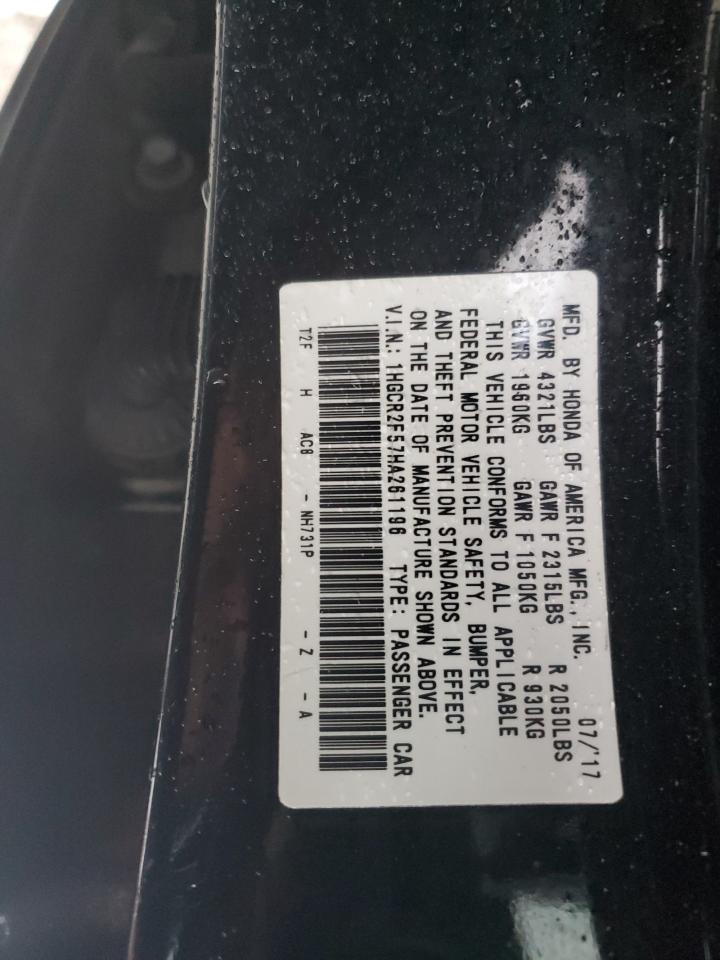 MFD. BY HONDA OF AMERICA MFG., INC. 07/'17
GVWR 4321LBS GAWR F 2315LBS R 2050LBS
GVWR 1960KG GAWR F 1050KG R 930KG
THIS VEHICLE CONFORMS TO ALL APPLICABLE
FEDERAL MOTOR VEHICLE SAFETY, BUMPER,
AND THEFT PREVENTION STANDARDS IN EFFECT
ON THE DATE OF MANUFACTURE SHOWN ABOVE.
V.I.N.: 1HGCR2F57HA261196 TYPE: PASSENGER CAR
T2F H AC8 - NH731P - Z - A